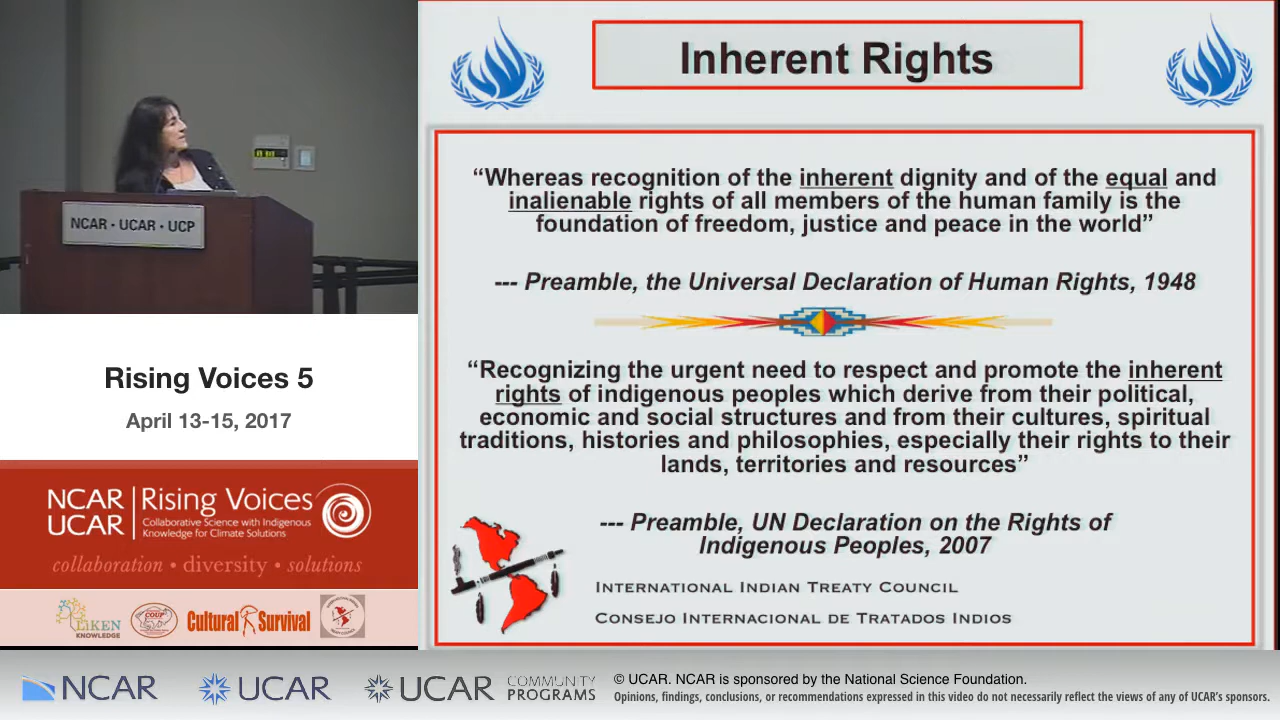 Inherent Rights
“Whereas recognition of the inherent dignity and of the equal and
inalienable rights of all members of the human family is the
foundation of freedom, justice and peace in the world”
--- Preamble, the Universal Declaration of Human Rights, 1948
“Recognizing the urgent need to respect and promote the inherent
rights of indigenous peoples which derive from their political,
economic and social structures and from their cultures, spiritual
traditions, histories and philosophies, especially their rights to their
lands, territories and resources”
--- Preamble, UN Declaration on the Rights of
Indigenous Peoples, 2007
INTERNATIONAL INDIAN TREATY COUNCIL
CONSEJO INTERNACIONAL DE TRATADOS INDIOS
NCAR • UCAR • UCP
Rising Voices 5
April 13-15, 2017
NCAR
UCAR
Rising Voices
Collaborative Science with Indigenous
Knowledge for Climate Solutions
collaboration • diversity • solutions
LiKEN
KNOWLEDGE
COUP
Cultural Survival
NCAR
UCAR
UCAR
COMMUNITY
PROGRAMS
© UCAR. NCAR is sponsored by the National Science Foundation.
Opinions, findings, conclusions, or recommendations expressed in this video do not necessarily reflect the views of any of UCAR's sponsors.